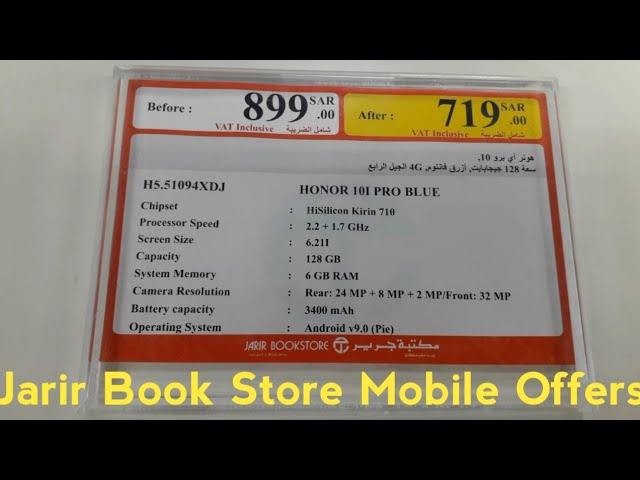 Before : 899 SAR .00
VAT Inclusive شامل الضريبة
After : 719 SAR .00
VAT Inclusive شامل الضريبة
هونر آي برو 10,
سعة 128 جيجابايت, أزرق فانتوم, 4G الجيل الرابع
H5.51094XDJ HONOR 10I PRO BLUE
Chipset : HiSilicon Kirin 710
Processor Speed : 2.2 + 1.7 GHz
Screen Size : 6.21I
Capacity : 128 GB
System Memory : 6 GB RAM
Camera Resolution : Rear: 24 MP + 8 MP + 2 MP/Front: 32 MP
Battery capacity : 3400 mAh
Operating System : Android v9.0 (Pie)
JARIR BOOKSTORE مكتبة جرير
Jarir Book Store Mobile Offers